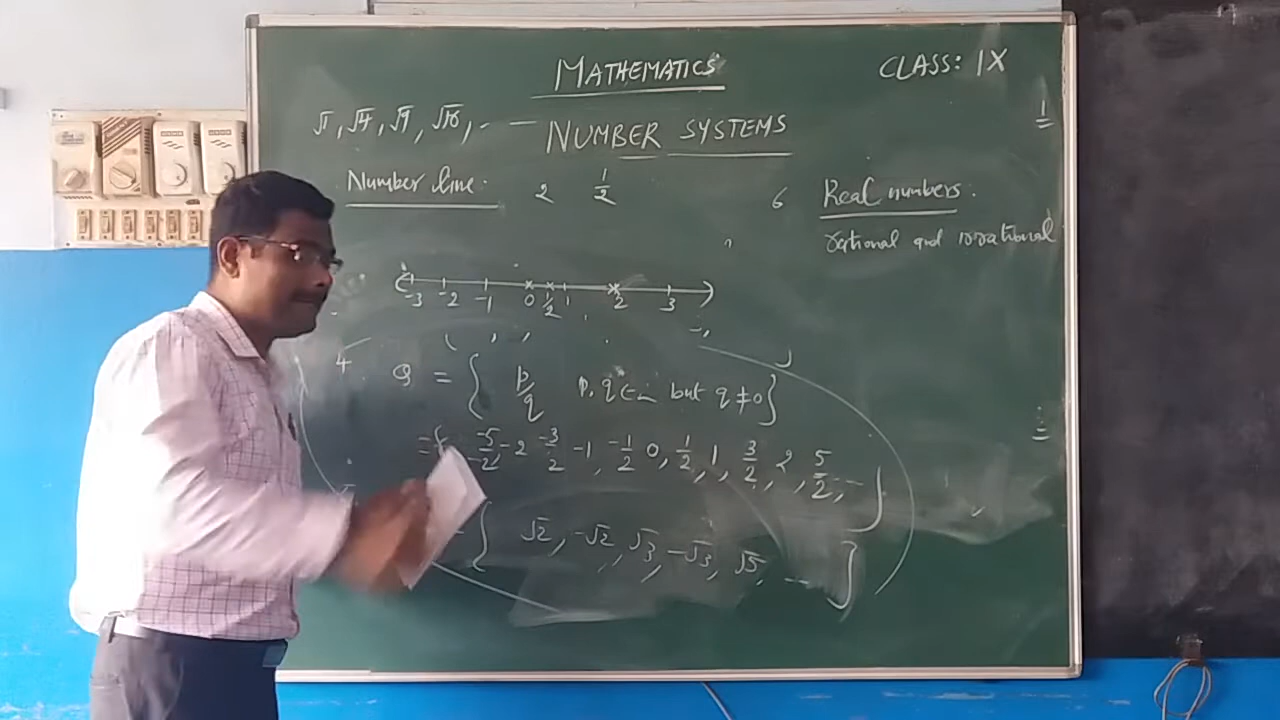 MATHEMATICS
CLASS: IX
√1, √4, √9, √16, - —
NUMBER SYSTEMS
1
Number line: 2 1/2
6 Real numbers:
rational and irrational
-3 -2 -1 0 1/2 1 2 3
4 Q = { p/q p, q ∈ but q ≠ 0}
= { -5/2, -2 -3/2 -1, -1/2 0, 1/2, 1, 3/2, 2, 5/2, -- }
= { √2, -√2, √3, -√3, √5, -- }